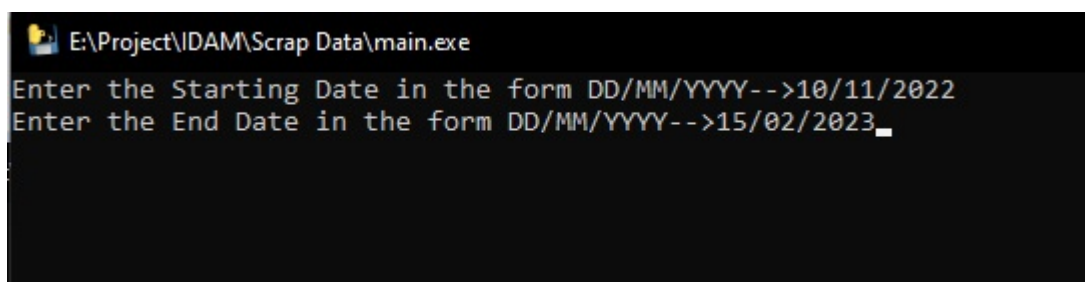 E:\Project\IDAM\Scrap Data\main.exe
Enter the Starting Date in the form DD/MM/YYYY-->10/11/2022
Enter the End Date in the form DD/MM/YYYY-->15/02/2023